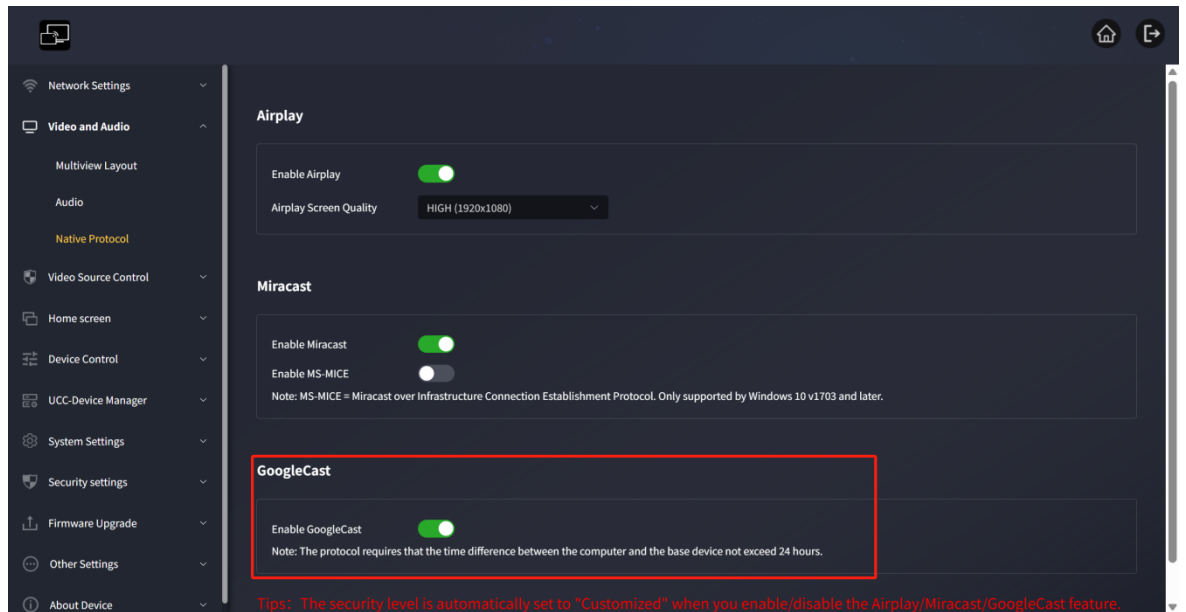 Network Settings
Video and Audio
Multiview Layout
Audio
Native Protocol
Video Source Control
Home screen
Device Control
UCC-Device Manager
System Settings
Security settings
Firmware Upgrade
Other Settings
About Device
Airplay
Enable Airplay
Airplay Screen Quality HIGH (1920x1080)
Miracast
Enable Miracast
Enable MS-MICE
Note: MS-MICE = Miracast over Infrastructure Connection Establishment Protocol. Only supported by Windows 10 v1703 and later.
GoogleCast
Enable GoogleCast
Note: The protocol requires that the time difference between the computer and the base device not exceed 24 hours.
Tips：The security level is automatically set to "Customized" when you enable/disable the Airplay/Miracast/GoogleCast feature.